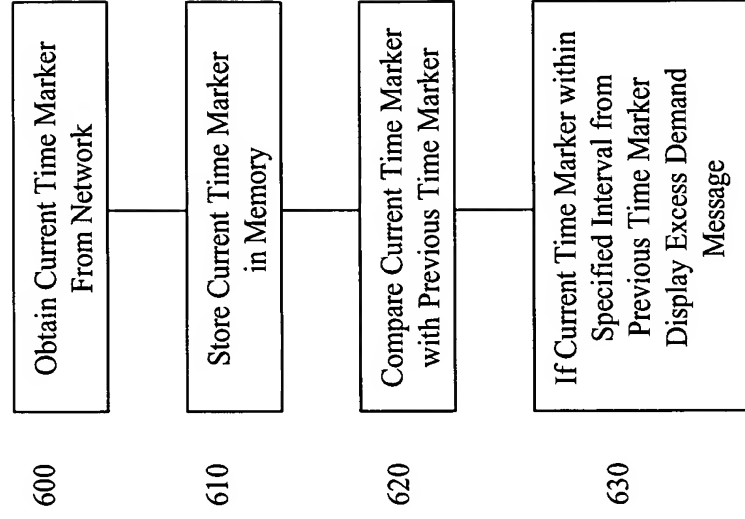 600
Obtain Current Time Marker
From Network
610
Store Current Time Marker
in Memory
620
Compare Current Time Marker
with Previous Time Marker
630
If Current Time Marker within
Specified Interval from
Previous Time Marker
Display Excess Demand
Message